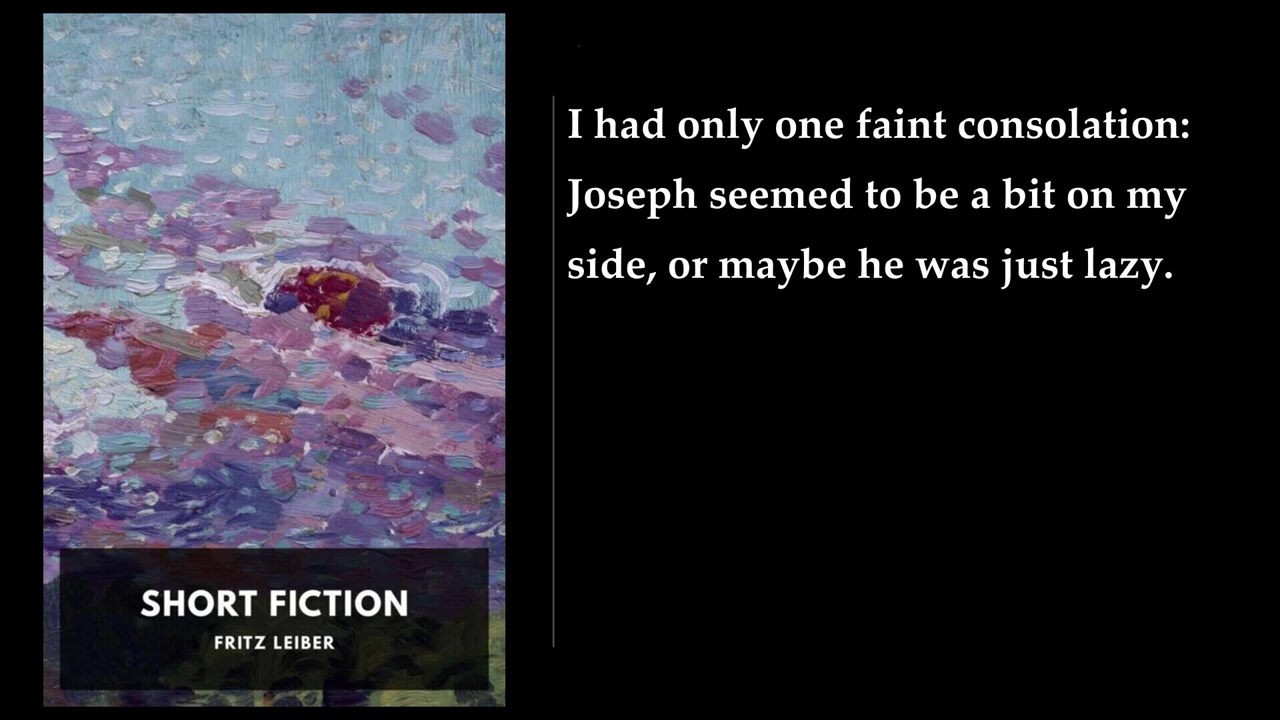 SHORT FICTION
FRITZ LEIBER
I had only one faint consolation:
Joseph seemed to be a bit on my
side, or maybe he was just lazy.